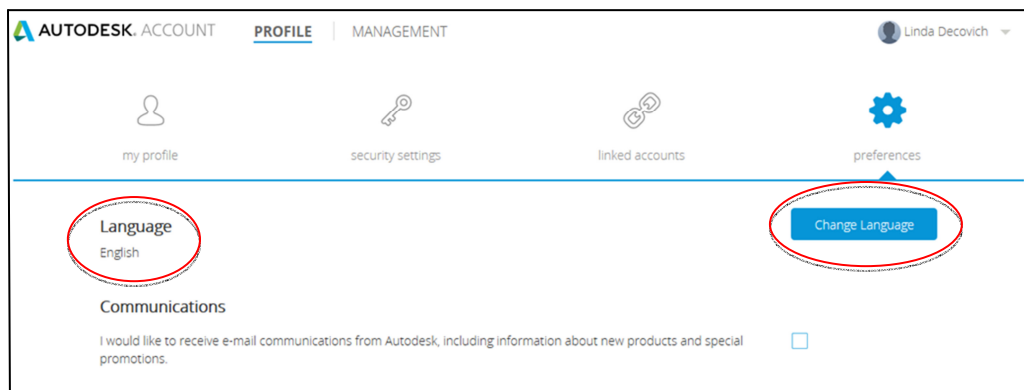 AUTODESK. ACCOUNT PROFILE MANAGEMENT Linda Decovich
my profile security settings linked accounts preferences
Language Change Language
English
Communications
I would like to receive e-mail communications from Autodesk, including information about new products and special
promotions.